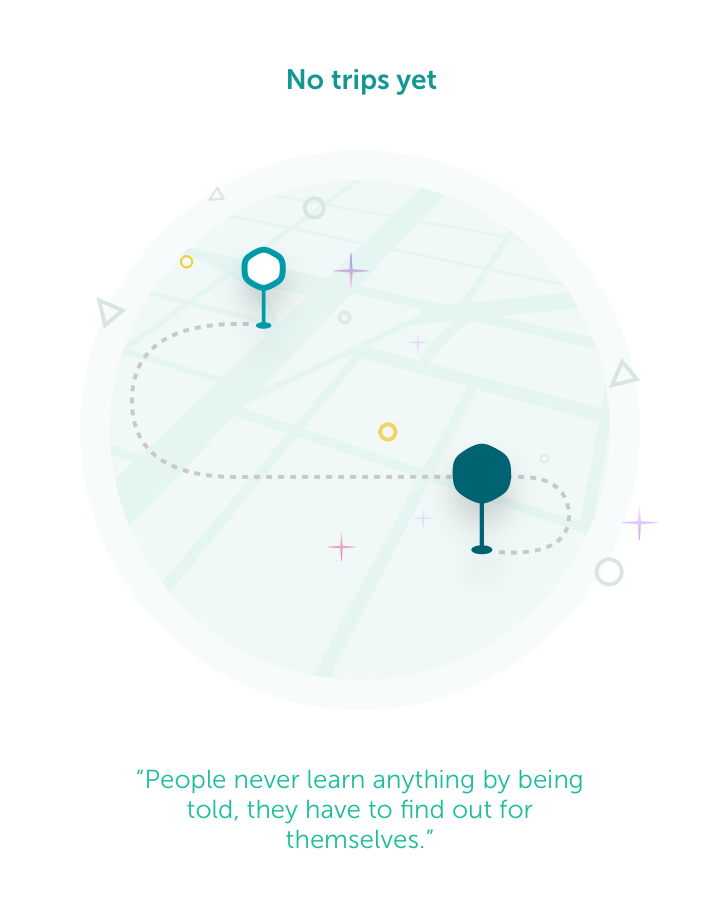 No trips yet
“People never learn anything by being
told, they have to find out for
themselves.”